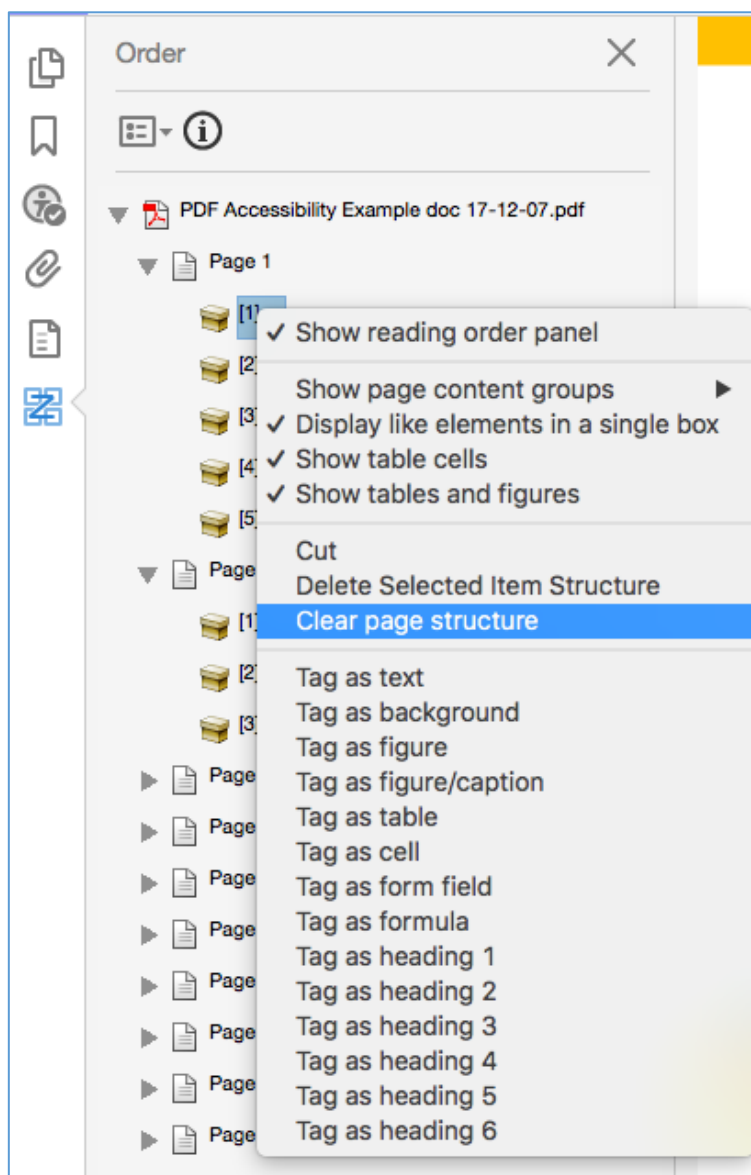 Order
PDF Accessibility Example doc 17-12-07.pdf
Page 1
[1]
[2]
[3]
[4]
[5]
Page
[1]
[2]
[3]
Page
Page
Page
Page
Page
Page
Page
Page
Show reading order panel
Show page content groups
Display like elements in a single box
Show table cells
Show tables and figures
Cut
Delete Selected Item Structure
Clear page structure
Tag as text
Tag as background
Tag as figure
Tag as figure/caption
Tag as table
Tag as cell
Tag as form field
Tag as formula
Tag as heading 1
Tag as heading 2
Tag as heading 3
Tag as heading 4
Tag as heading 5
Tag as heading 6